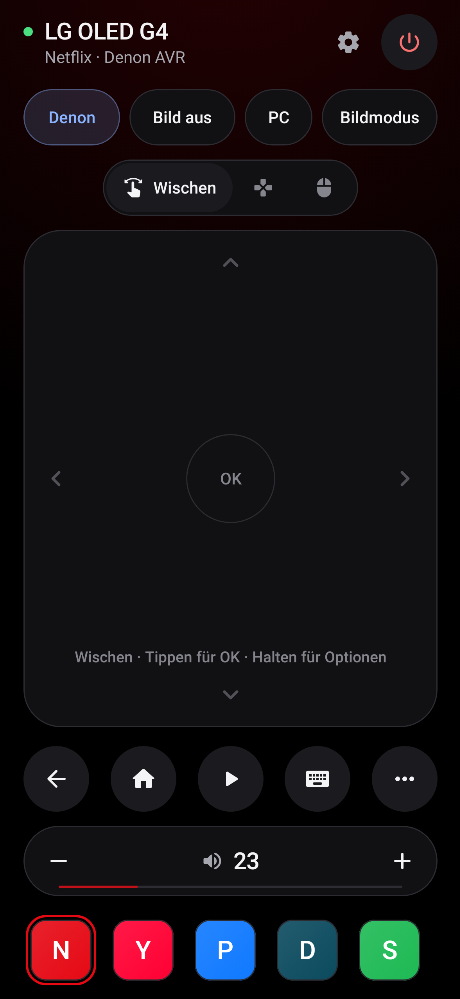 LG OLED G4
Netflix · Denon AVR
Denon
Bild aus
PC
Bildmodus
Wischen
OK
Wischen · Tippen für OK · Halten für Optionen
23
N
Y
P
D
S